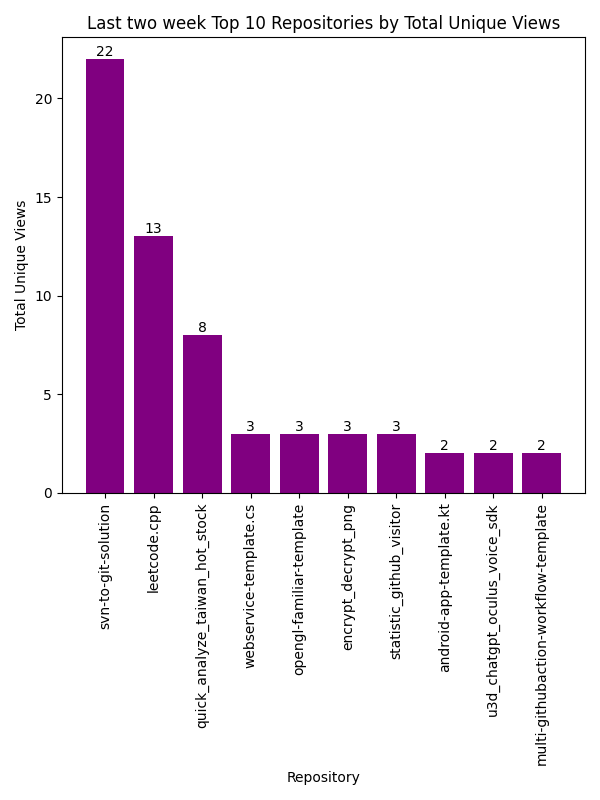 Last two week Top 10 Repositories by Total Unique Views
Total Unique Views
20
15
10
5
0
22
13
8
3
3
3
3
2
2
2
svn-to-git-solution
leetcode.cpp
quick_analyze_taiwan_hot_stock
webservice-template.cs
opengl-familiar-template
encrypt_decrypt_png
statistic_github_visitor
android-app-template.kt
u3d_chatgpt_oculus_voice_sdk
multi-githubaction-workflow-template
Repository